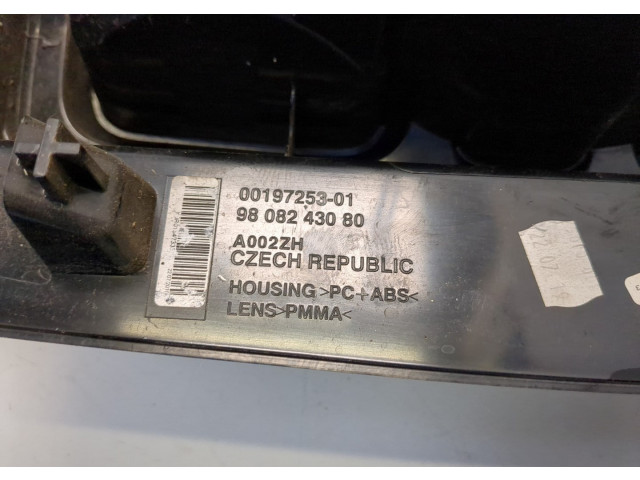 00197253-01
98 082 430 80
A002ZH
CZECH REPUBLIC
HOUSING >PC+ABS<
LENS>PMMA<